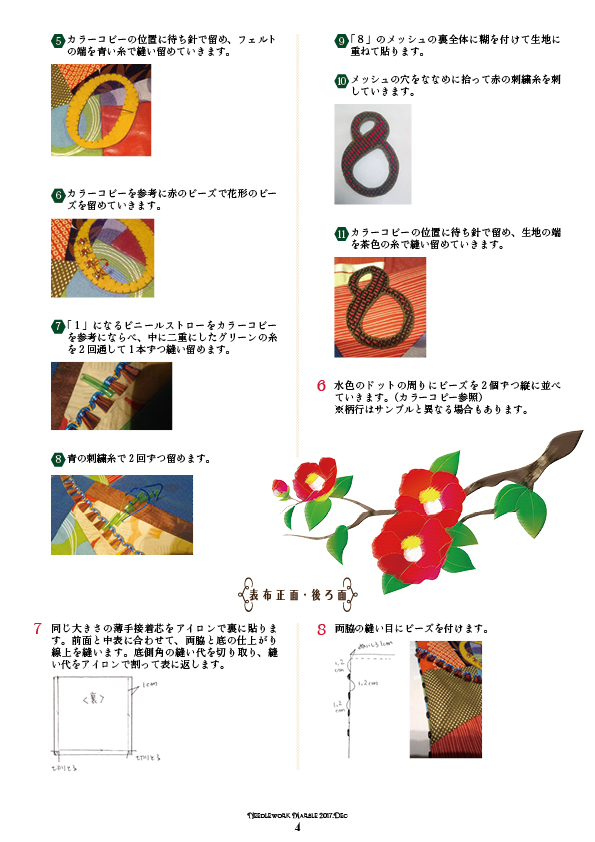 5 カラーコピーの位置に待ち針で留め、フェルト
の端を青い糸で縫い留めていきます。
6 カラーコピーを参考に赤のビーズで花形のビー
ズを留めていきます。
7 「1」になるビニールストローをカラーコピー
を参考にならべ、中に二重にしたグリーンの糸
を2回通して1本ずつ縫い留めます。
8 青の刺繍糸で2回ずつ留めます。
9 「8」のメッシュの裏全体に糊を付けて生地に
重ねて貼ります。
10 メッシュの穴をななめに拾って赤の刺繍糸を刺
していきます。
11 カラーコピーの位置に待ち針で留め、生地の端
を茶色の糸で縫い留めていきます。
6 水色のドットの周りにビーズを2個ずつ縦に並べ
ていきます。(カラーコピー参照)
※柄行はサンプルと異なる場合もあります。
表布正面・後ろ面
7 同じ大きさの薄手接着芯をアイロンで裏に貼りま
す。前面と中表に合わせて、両脇と底の仕上がり
線上を縫います。底側角の縫い代を切り取り、縫
い代をアイロンで割って表に返します。
1cm
<裏>
切りとる
切りとる
8 両脇の縫い目にビーズを付けます。
ぬいしろ1cm
1.2
cm
1.2cm
1.2
cm
Needlework Marble 2017.Dec
4